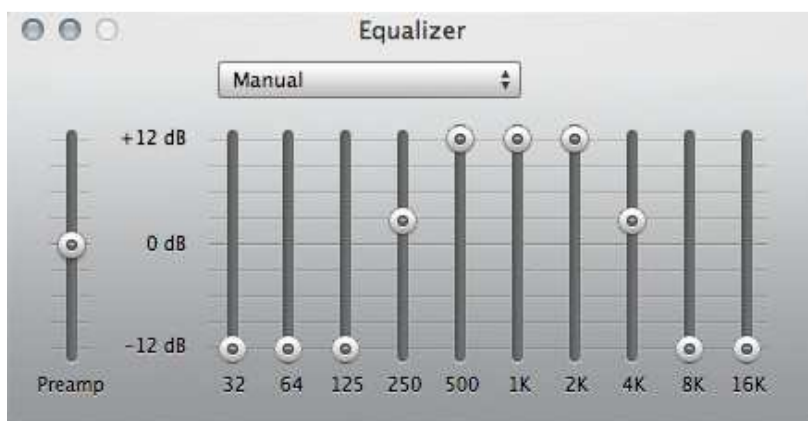 Equalizer
Manual
+12 dB
0 dB
-12 dB
Preamp 32 64 125 250 500 1K 2K 4K 8K 16K